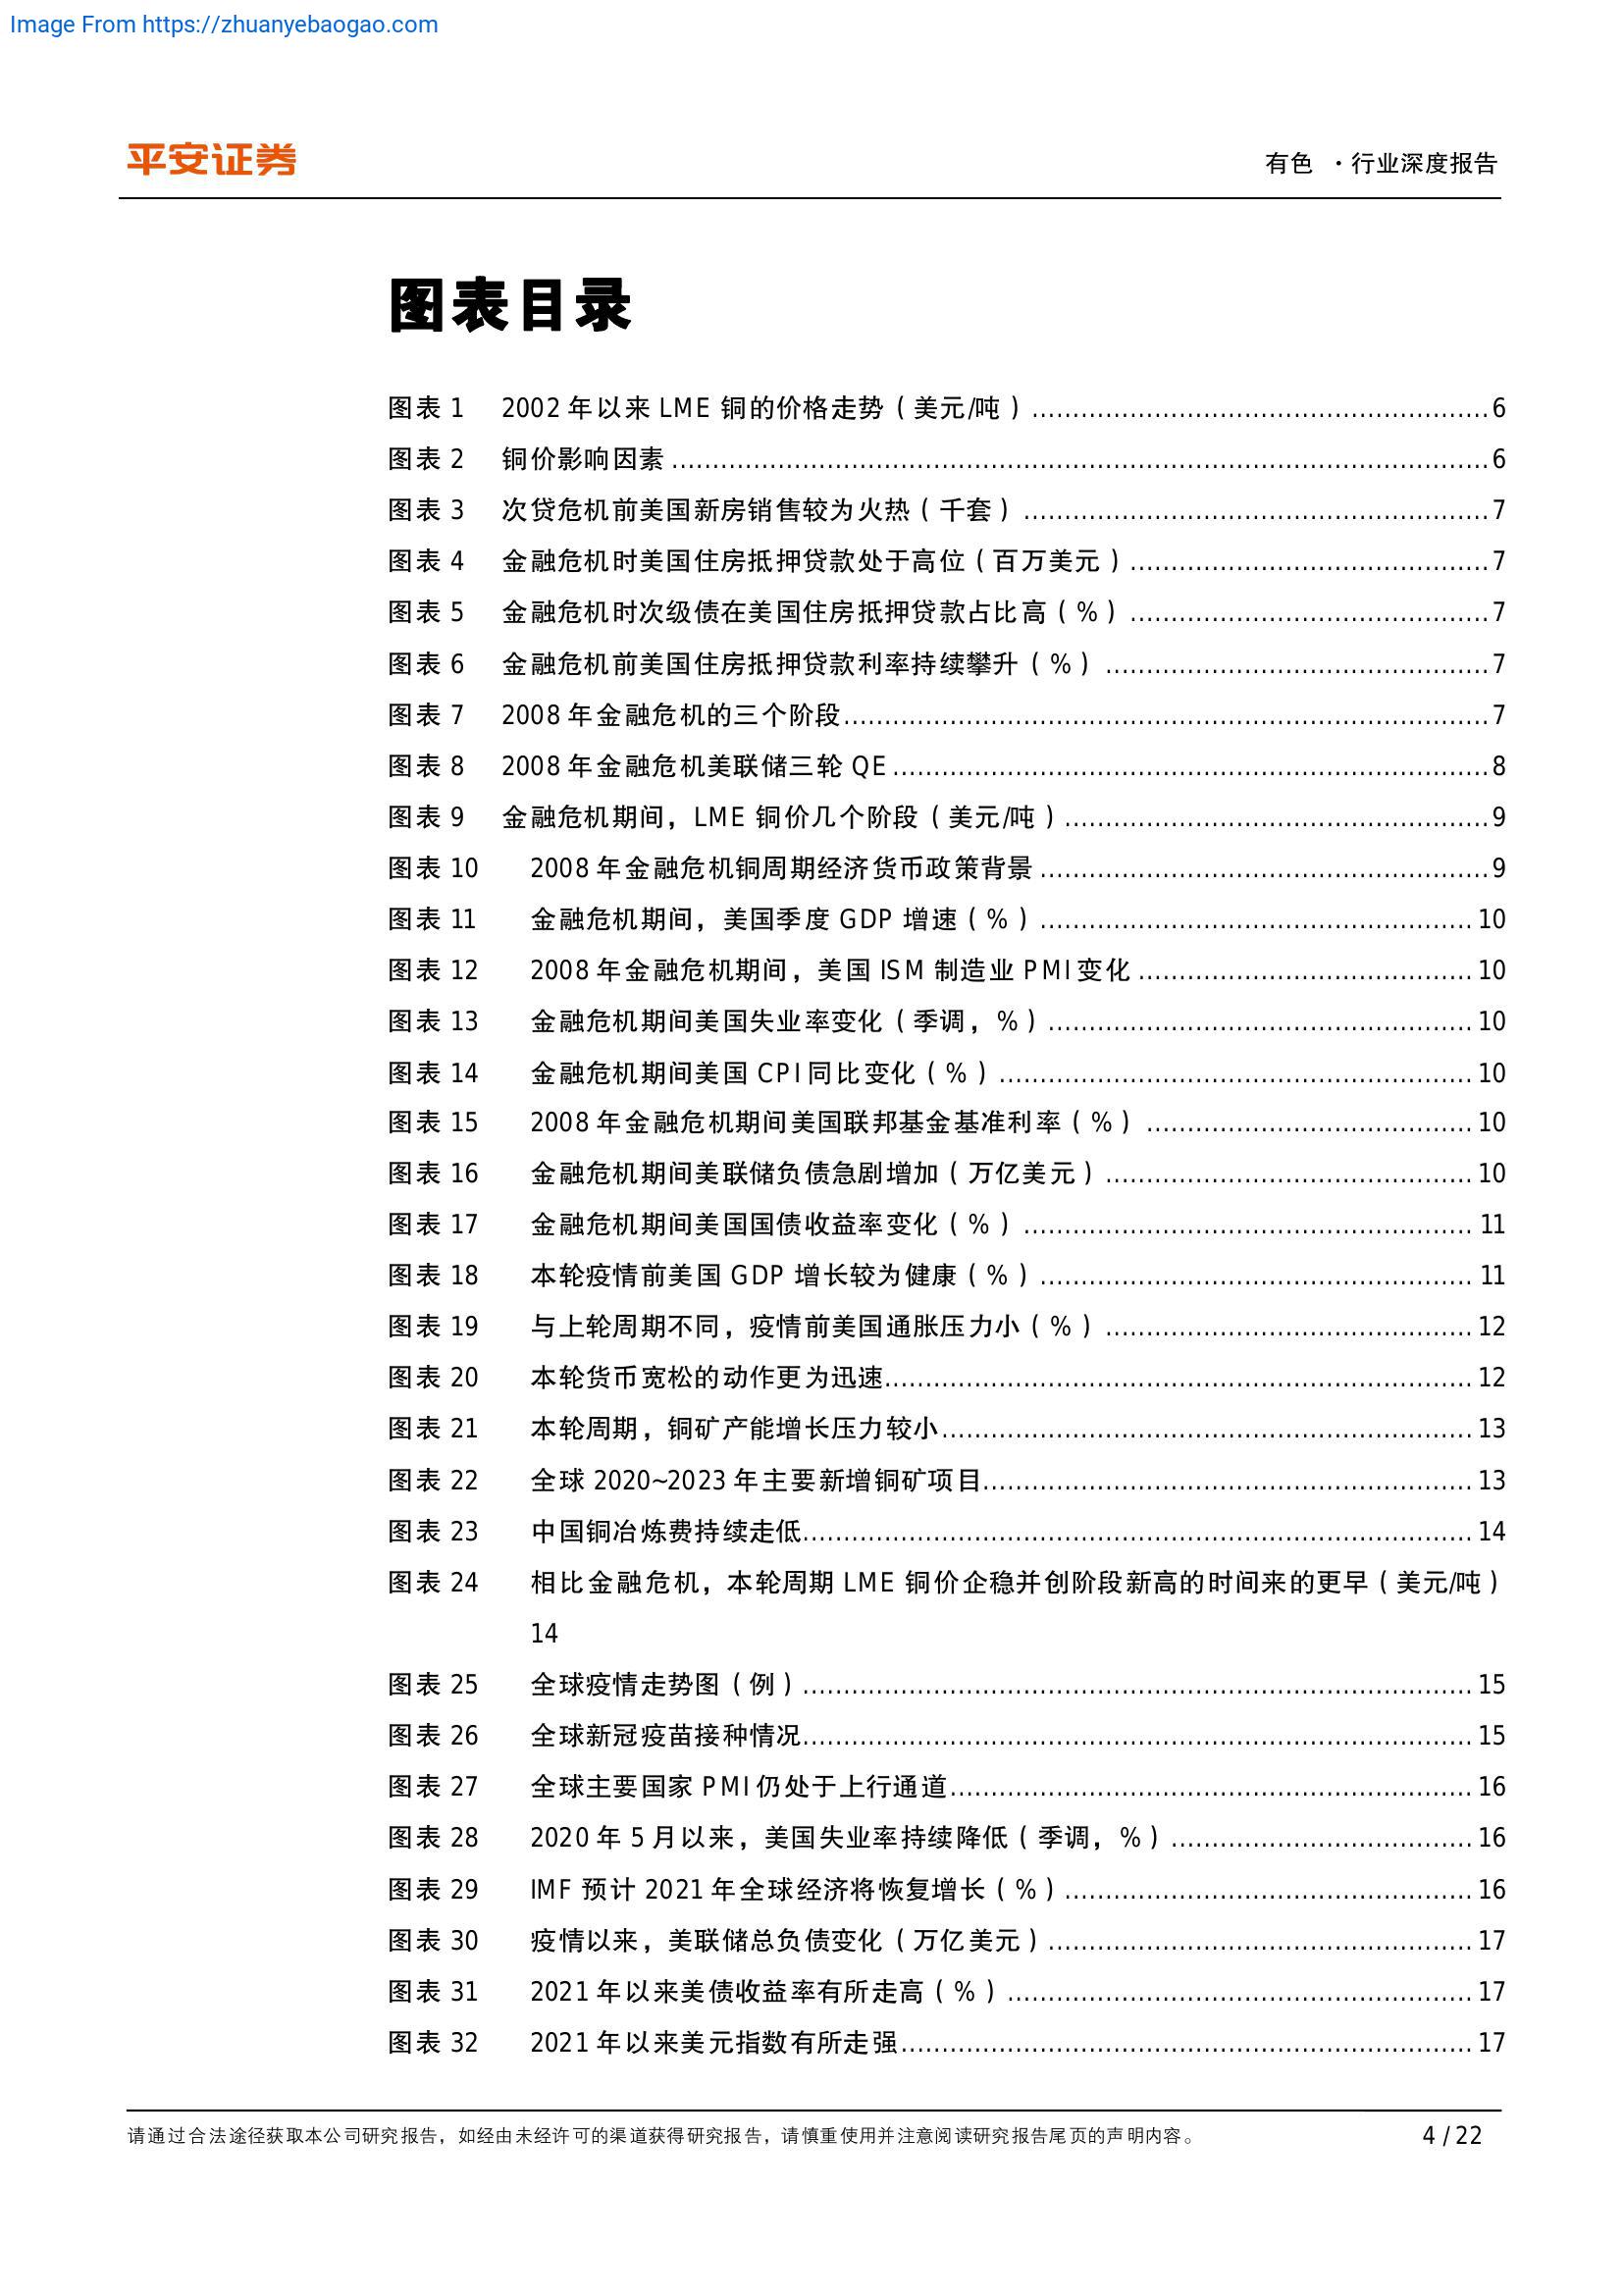 Image From https://zhuanyebaogao.com
平安证券
有色 ·行业深度报告
图表目录
图表 1 2002 年以来 LME 铜的价格走势（美元/吨）........................................................6
图表 2 铜价影响因素........................................................6
图表 3 次贷危机前美国新房销售较为火热（千套）........................................................7
图表 4 金融危机时美国住房抵押贷款处于高位（百万美元）........................................................7
图表 5 金融危机时次级债在美国住房抵押贷款占比高（%）........................................................7
图表 6 金融危机前美国住房抵押贷款利率持续攀升（%）........................................................7
图表 7 2008 年金融危机的三个阶段........................................................7
图表 8 2008 年金融危机美联储三轮 QE........................................................8
图表 9 金融危机期间，LME 铜价几个阶段（美元/吨）........................................................9
图表 10 2008 年金融危机铜周期经济货币政策背景........................................................9
图表 11 金融危机期间，美国季度 GDP 增速（%）........................................................10
图表 12 2008 年金融危机期间，美国 ISM 制造业 PMI 变化........................................................10
图表 13 金融危机期间美国失业率变化（季调，%）........................................................10
图表 14 金融危机期间美国 CPI 同比变化（%）........................................................10
图表 15 2008 年金融危机期间美国联邦基金基准利率（%）........................................................10
图表 16 金融危机期间美联储负债急剧增加（万亿美元）........................................................10
图表 17 金融危机期间美国国债收益率变化（%）........................................................11
图表 18 本轮疫情前美国 GDP 增长较为健康（%）........................................................11
图表 19 与上轮周期不同，疫情前美国通胀压力小（%）........................................................12
图表 20 本轮货币宽松的动作更为迅速........................................................12
图表 21 本轮周期，铜矿产能增长压力较小........................................................13
图表 22 全球 2020~2023 年主要新增铜矿项目........................................................13
图表 23 中国铜冶炼费持续走低........................................................14
图表 24 相比金融危机，本轮周期 LME 铜价企稳并创阶段新高的时间来的更早（美元/吨）
14
图表 25 全球疫情走势图（例）........................................................15
图表 26 全球新冠疫苗接种情况........................................................15
图表 27 全球主要国家 PMI 仍处于上行通道........................................................16
图表 28 2020 年 5 月以来，美国失业率持续降低（季调，%）........................................................16
图表 29 IMF 预计 2021 年全球经济将恢复增长（%）........................................................16
图表 30 疫情以来，美联储总负债变化（万亿美元）........................................................17
图表 31 2021 年以来美债收益率有所走高（%）........................................................17
图表 32 2021 年以来美元指数有所走强........................................................17
请通过合法途径获取本公司研究报告，如经由未经许可的渠道获得研究报告，请慎重使用并注意阅读研究报告尾页的声明内容。 4 / 22